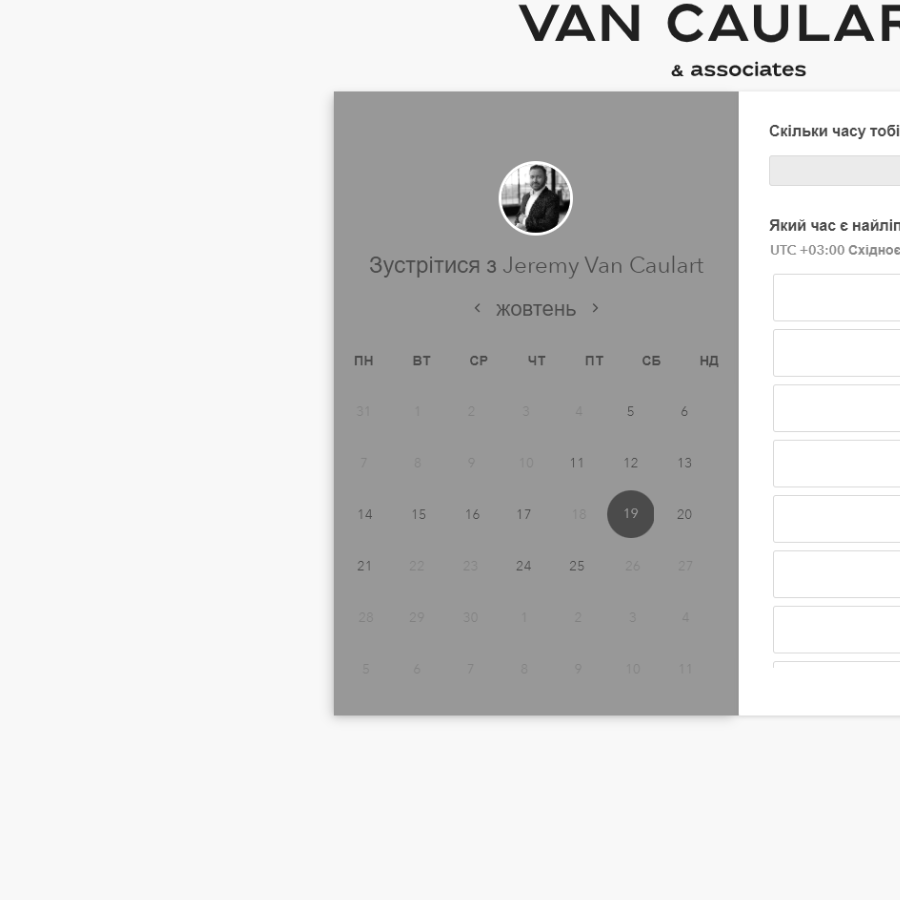 VAN CAULAR
& associates
Зустрітися з Jeremy Van Caulart
жовтень
ПН ВТ СР ЧТ ПТ СБ НД
31 1 2 3 4 5 6
7 8 9 10 11 12 13
14 15 16 17 18 19 20
21 22 23 24 25 26 27
28 29 30 1 2 3 4
5 6 7 8 9 10 11
Скільки часу тобі
Який час є найліп
UTC +03:00 Східноє